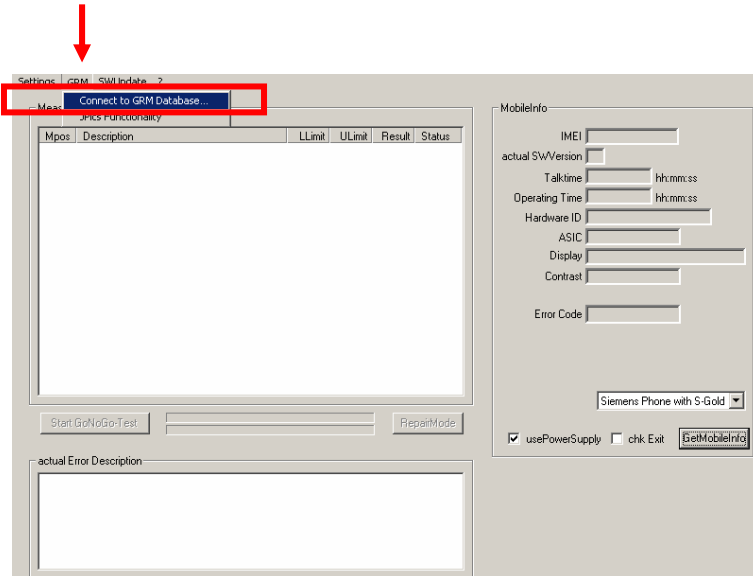 Settings GRM SWUpdate ?
Connect to GRM Database...
JPICS Functionality
Mpos Description LLimit ULimit Result Status
Start GoNoGo-Test
RepairMode
actual Error Description
MobileInfo
IMEI
actual SWVersion
Talktime hh:mm:ss
Operating Time hh:mm:ss
Hardware ID
ASIC
Display
Contrast
Error Code
Siemens Phone with S-Gold
usePowerSupply chk Exit GetMobileInfo